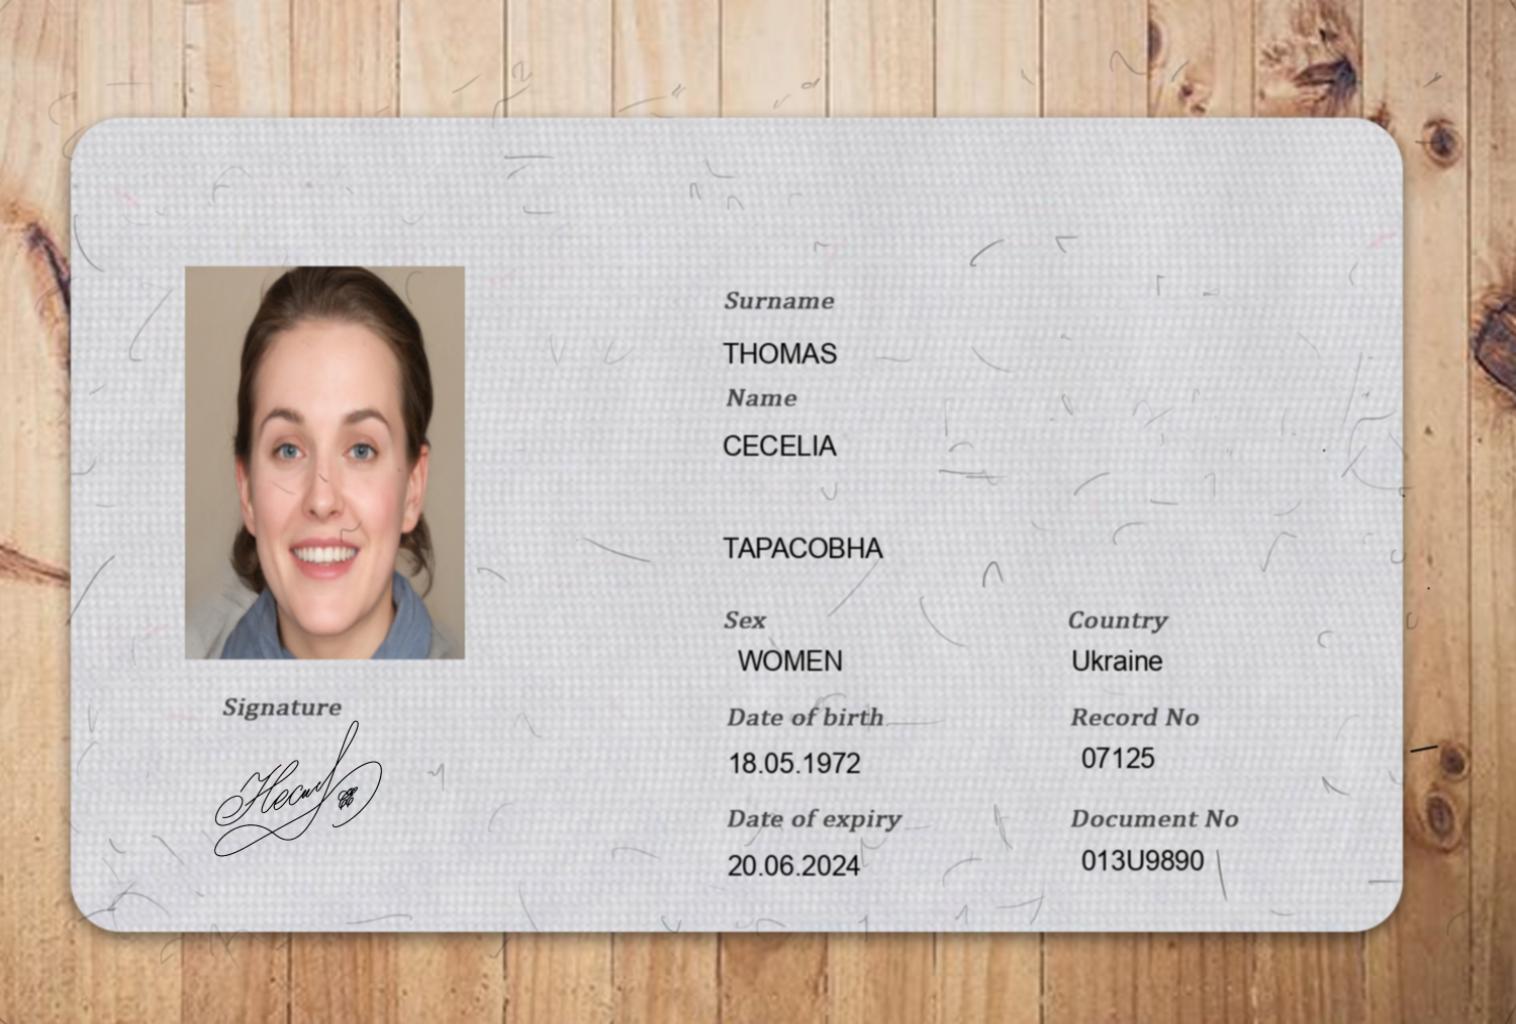 Surname
THOMAS
Name
CECELIA
TAPACOBHA
Sex
WOMEN
Country
Ukraine
Date of birth
18.05.1972
Record No
07125
Date of expiry
20.06.2024
Document No
013U9890
Signature